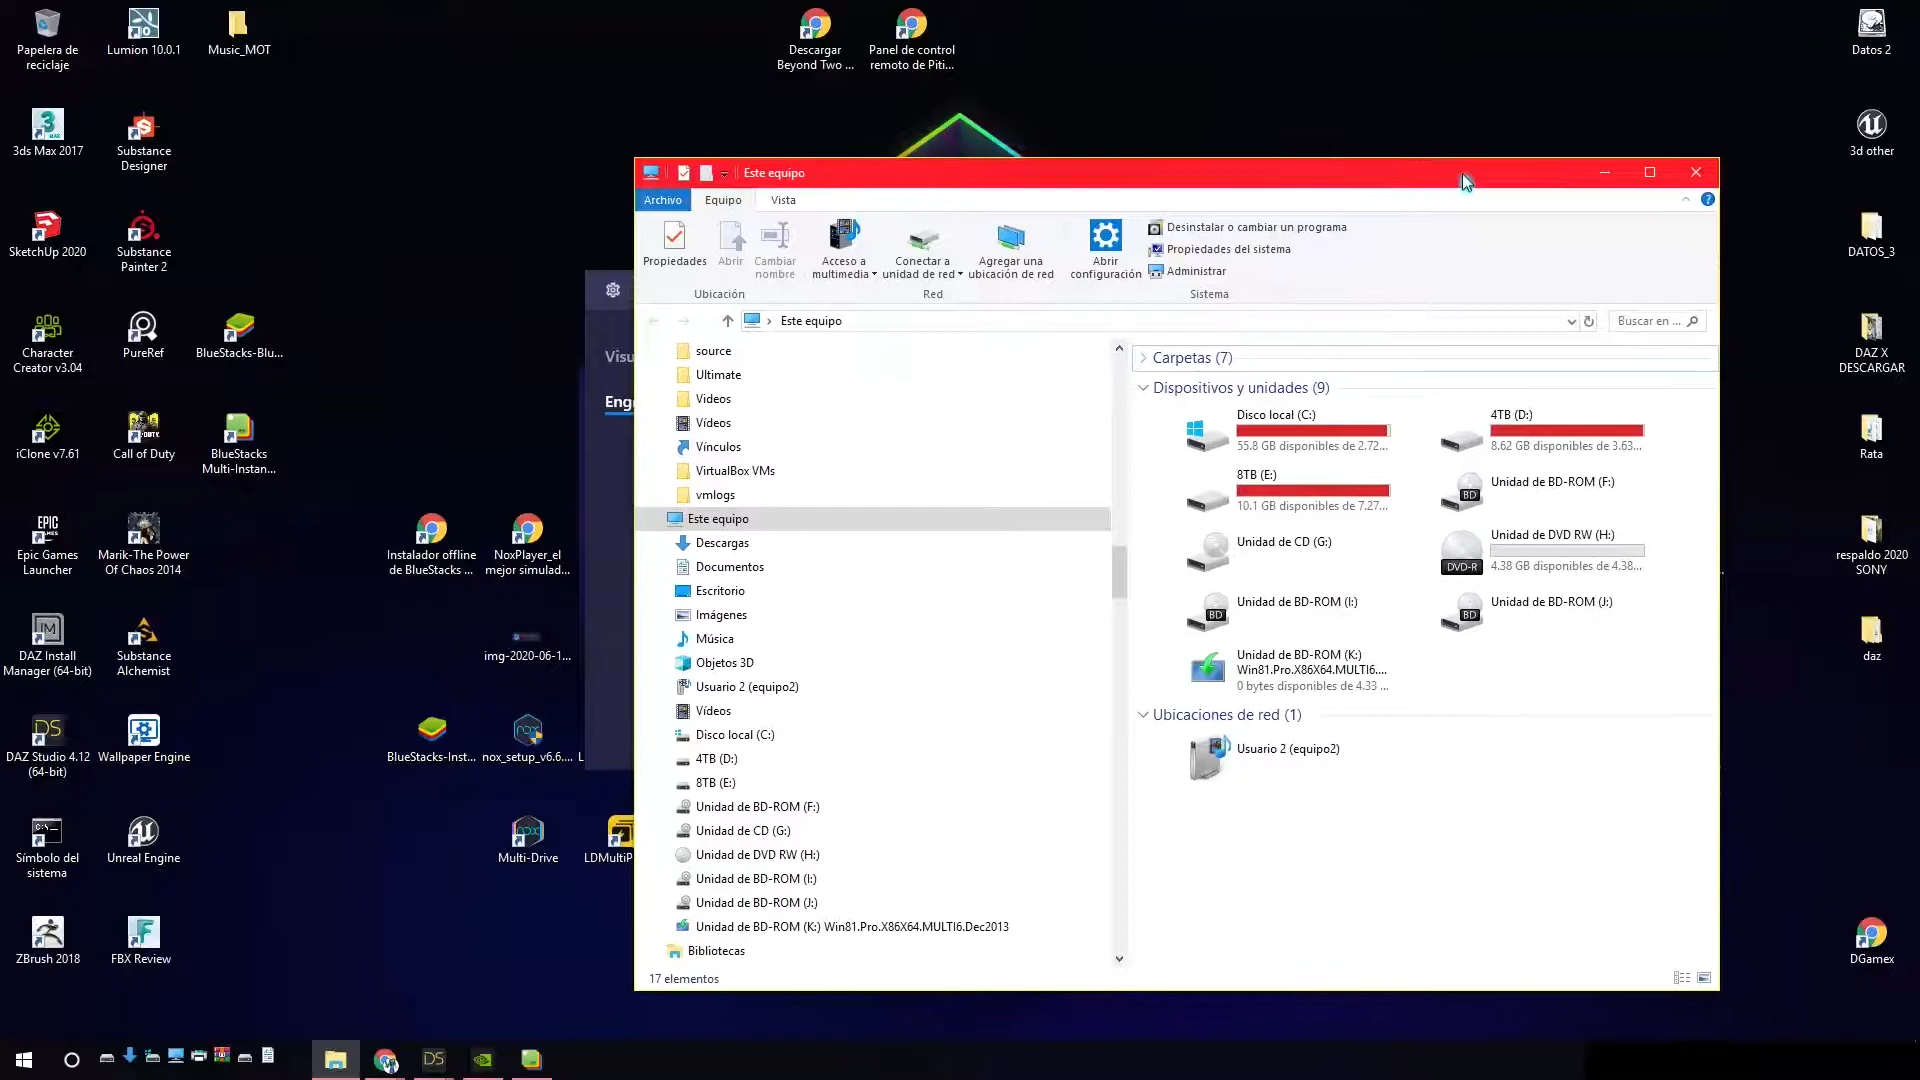 Papelera de
reciclaje
Lumion 10.0.1
Music_MOT
Descargar
Beyond Two ...
Panel de control
remoto de Piti...
Datos 2
3ds Max 2017
Substance
Designer
3d other
SketchUp 2020
Substance
Painter 2
DATOS_3
Character
Creator v3.04
PureRef
BlueStacks-Blu...
DAZ X
DESCARGAR
iClone v7.61
Call of Duty
BlueStacks
Multi-Instan...
Rata
Epic Games
Launcher
Marik-The Power
Of Chaos 2014
Instalador offline
de BlueStacks ...
NoxPlayer_el
mejor simulad...
respaldo 2020
SONY
DAZ Install
Manager (64-bit)
Substance
Alchemist
img-2020-06-1...
daz
DAZ Studio 4.12
(64-bit)
Wallpaper Engine
BlueStacks-Inst...
nox_setup_v6.6....
L
Símbolo del
sistema
Unreal Engine
Multi-Drive
LDMultiP
ZBrush 2018
FBX Review
DGamex
Visu
Eng
Este equipo
Archivo
Equipo
Vista
Propiedades
Abrir
Cambiar
nombre
Acceso a
multimedia
Conectar a
unidad de red
Agregar una
ubicación de red
Abrir
configuración
Desinstalar o cambiar un programa
Propiedades del sistema
Administrar
Ubicación
Red
Sistema
Este equipo
Buscar en ...
source
Ultimate
Videos
Vídeos
Vínculos
VirtualBox VMs
vmlogs
Este equipo
Descargas
Documentos
Escritorio
Imágenes
Música
Objetos 3D
Usuario 2 (equipo2)
Vídeos
Disco local (C:)
4TB (D:)
8TB (E:)
Unidad de BD-ROM (F:)
Unidad de CD (G:)
Unidad de DVD RW (H:)
Unidad de BD-ROM (I:)
Unidad de BD-ROM (J:)
Unidad de BD-ROM (K:) Win81.Pro.X86X64.MULTI6.Dec2013
Bibliotecas
17 elementos
Carpetas (7)
Dispositivos y unidades (9)
Disco local (C:)
55.8 GB disponibles de 2.72...
4TB (D:)
8.62 GB disponibles de 3.63...
8TB (E:)
10.1 GB disponibles de 7.27...
BD
Unidad de BD-ROM (F:)
Unidad de CD (G:)
DVD-R
Unidad de DVD RW (H:)
4.38 GB disponibles de 4.38...
BD
Unidad de BD-ROM (I:)
BD
Unidad de BD-ROM (J:)
Unidad de BD-ROM (K:)
Win81.Pro.X86X64.MULTI6....
0 bytes disponibles de 4.33 ...
Ubicaciones de red (1)
Usuario 2 (equipo2)